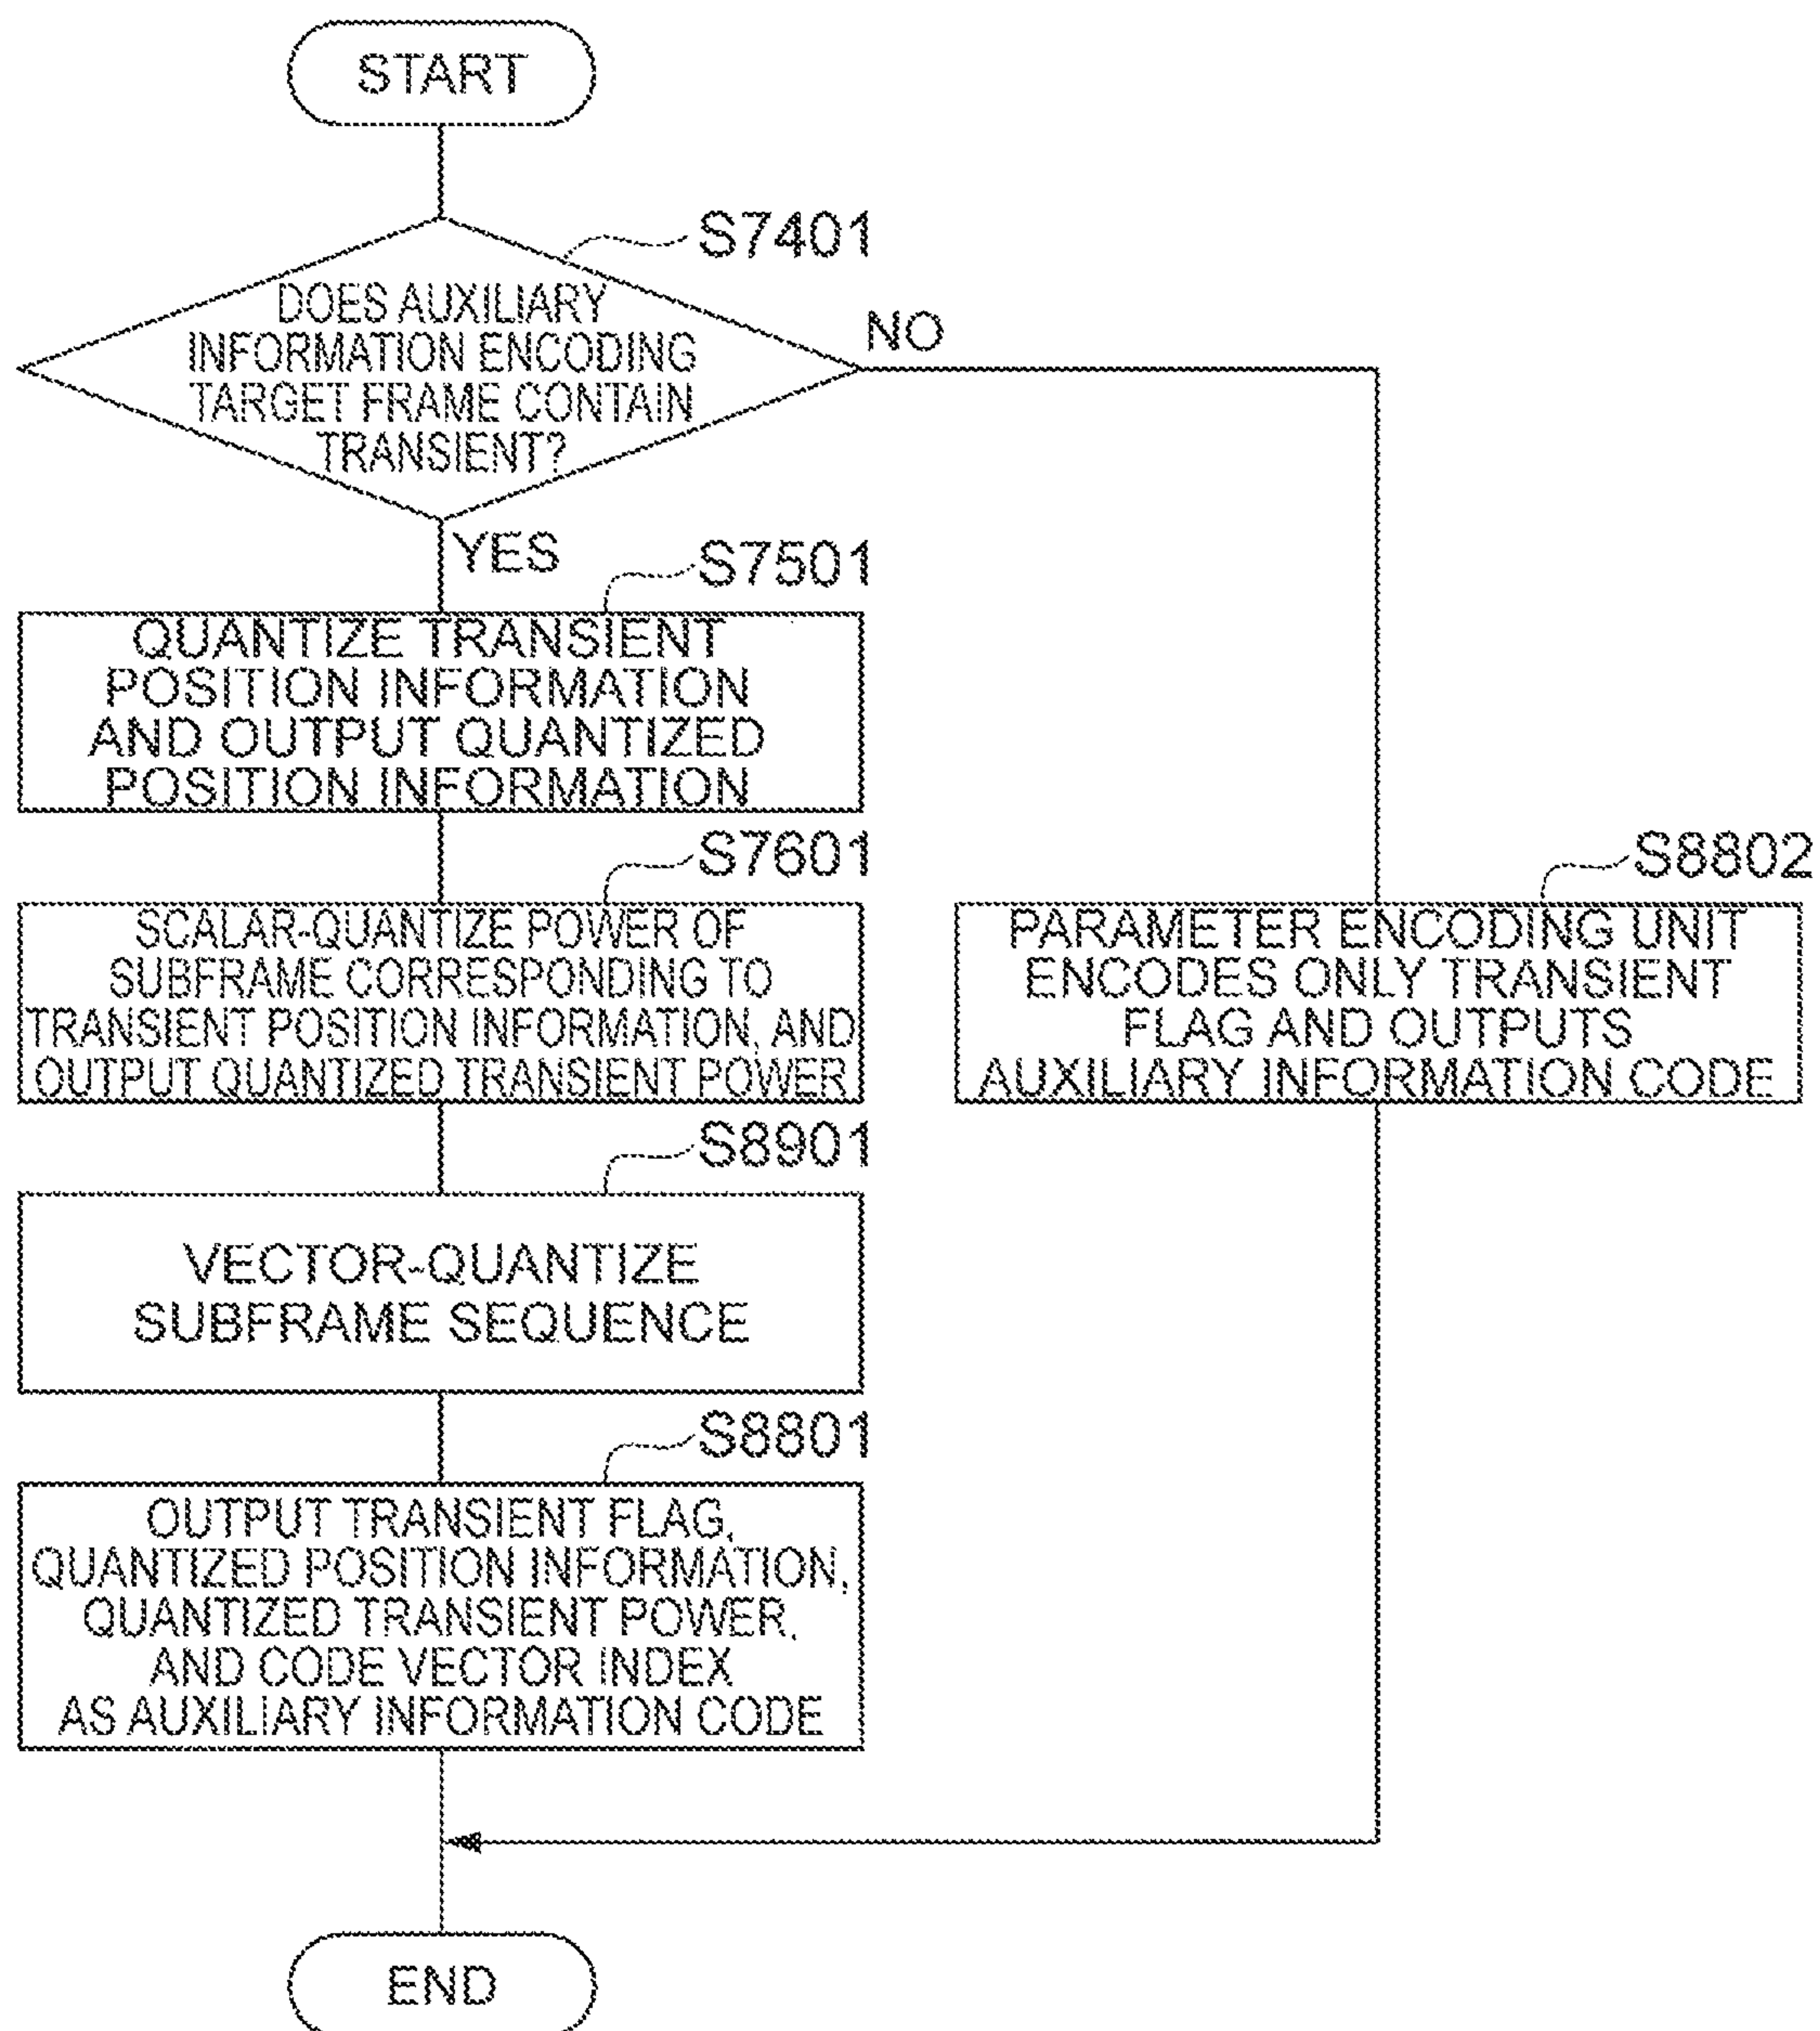 START
S7401
DOES AUXILIARY
INFORMATION ENCODING
TARGET FRAME CONTAIN
TRANSIENT?
NO
YES
S7501
QUANTIZE TRANSIENT
POSITION INFORMATION
AND OUTPUT QUANTIZED
POSITION INFORMATION
S7601
SCALAR-QUANTIZE POWER OF
SUBFRAME CORRESPONDING TO
TRANSIENT POSITION INFORMATION, AND
OUTPUT QUANTIZED TRANSIENT POWER
S8802
PARAMETER ENCODING UNIT
ENCODES ONLY TRANSIENT
FLAG AND OUTPUTS
AUXILIARY INFORMATION CODE
S8901
VECTOR-QUANTIZE
SUBFRAME SEQUENCE
S8801
OUTPUT TRANSIENT FLAG,
QUANTIZED POSITION INFORMATION,
QUANTIZED TRANSIENT POWER,
AND CODE VECTOR INDEX
AS AUXILIARY INFORMATION CODE
END